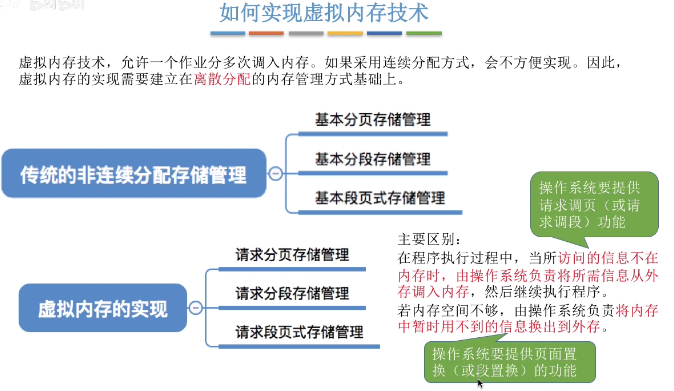 如何实现虚拟内存技术
虚拟内存技术，允许一个作业分多次调入内存。如果采用连续分配方式，会不方便实现。因此，
虚拟内存的实现需要建立在离散分配的内存管理方式基础上。
传统的非连续分配存储管理
基本分页存储管理
基本分段存储管理
基本段页式存储管理
虚拟内存的实现
请求分页存储管理
请求分段存储管理
请求段页式存储管理
操作系统要提供
请求调页（或请
求调段）功能
主要区别：
在程序执行过程中，当所访问的信息不在
内存时，由操作系统负责将所需信息从外
存调入内存，然后继续执行程序。
若内存空间不够，由操作系统负责将内存
中暂时用不到的信息换出到外存。
操作系统要提供页面置
换（或段置换）的功能